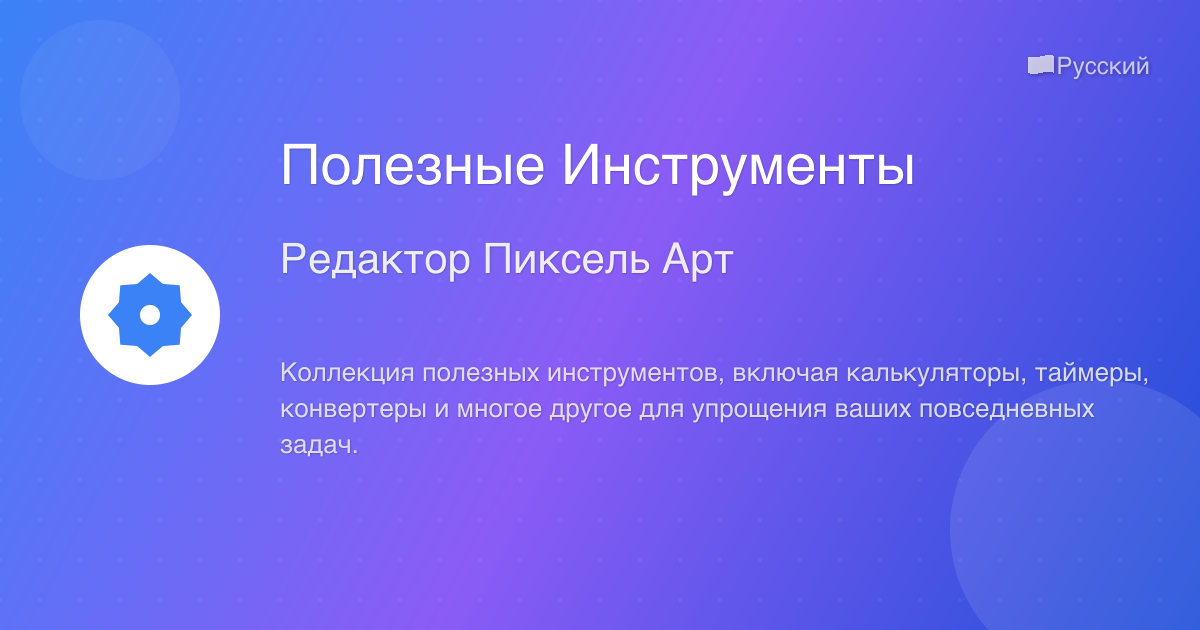 Русский
Полезные Инструменты
Редактор Пиксель Арт
Коллекция полезных инструментов, включая калькуляторы, таймеры,
конвертеры и многое другое для упрощения ваших повседневных
задач.